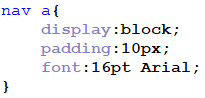 nav a{
    display:block;
    padding:10px;
    font:16pt Arial;
}